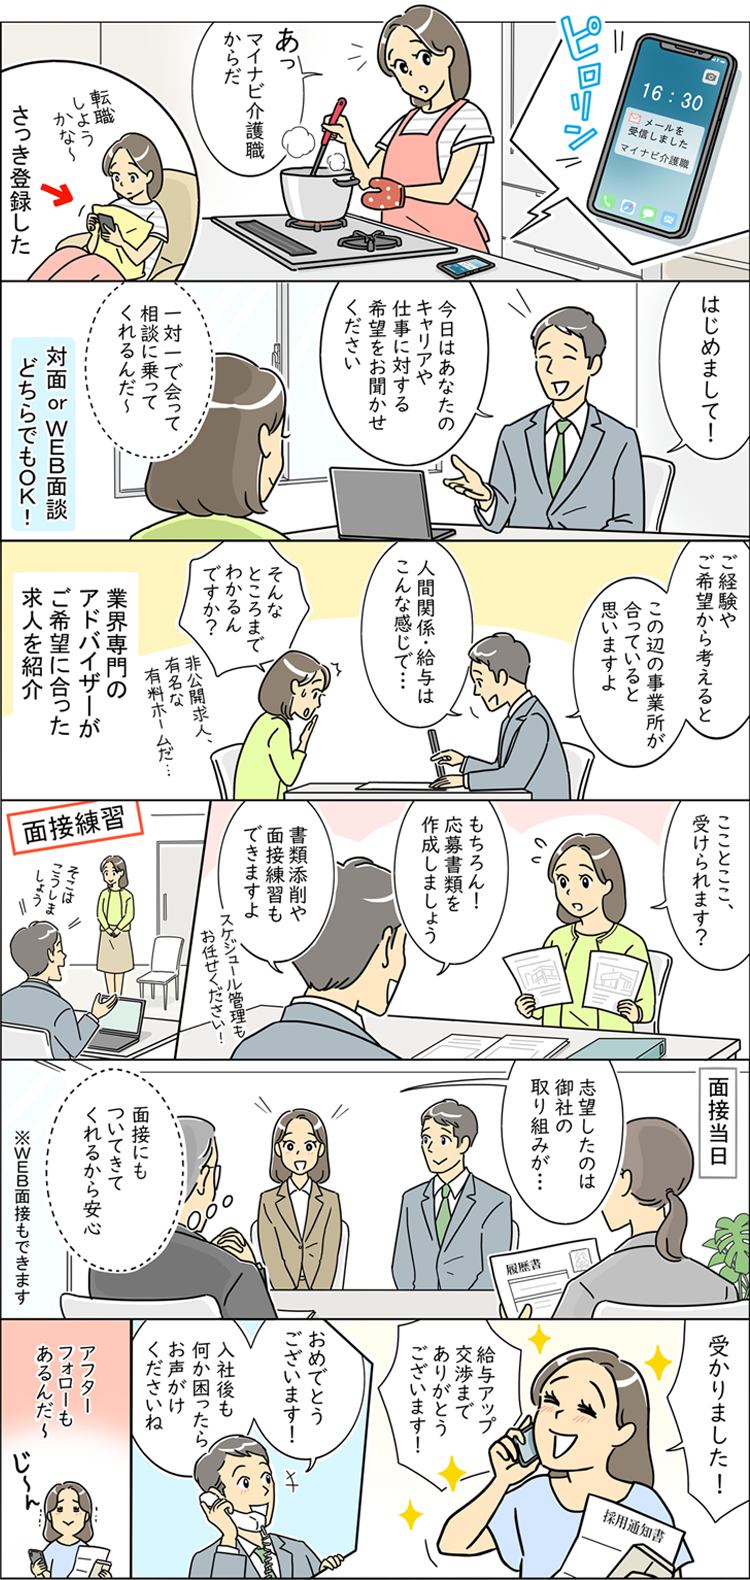 ピロリン
16:30
メールを
受信しました
マイナビ介護職
あっ
マイナビ介護職
からだ
転職
しよう
かな～
さっき登録した
はじめまして！
今日はあなたの
キャリアや
仕事に対する
希望をお聞かせ
ください
一対一で会って
相談に乗って
くれるんだ～
対面 or WEB面談
どちらでもOK！
ご経験や
ご希望から考えると
この辺の事業所が
合っていると
思いますよ
人間関係・給与は
こんな感じで…
そんな
ところまで
わかるん
ですか？
非公開求人、
有名な
有料ホームだ…
業界専門の
アドバイザーが
ご希望に合った
求人を紹介
こことここ、
受けられます？
もちろん！
応募書類を
作成しましょう
書類添削や
面接練習も
できますよ
スケジュール管理も
お任せください！
面接練習
そこは
こうしま
しょう
面接当日
志望したのは
御社の
取り組みが…
履歴書
面接にも
ついてきて
くれるから安心
※WEB面接もできます
受かりました！
給与アップ
交渉まで
ありがとう
ございます！
採用通知書
おめでとう
ございます！
入社後も
何か困ったら
お声がけ
くださいね
アフター
フォローも
あるんだ～
じ～ん